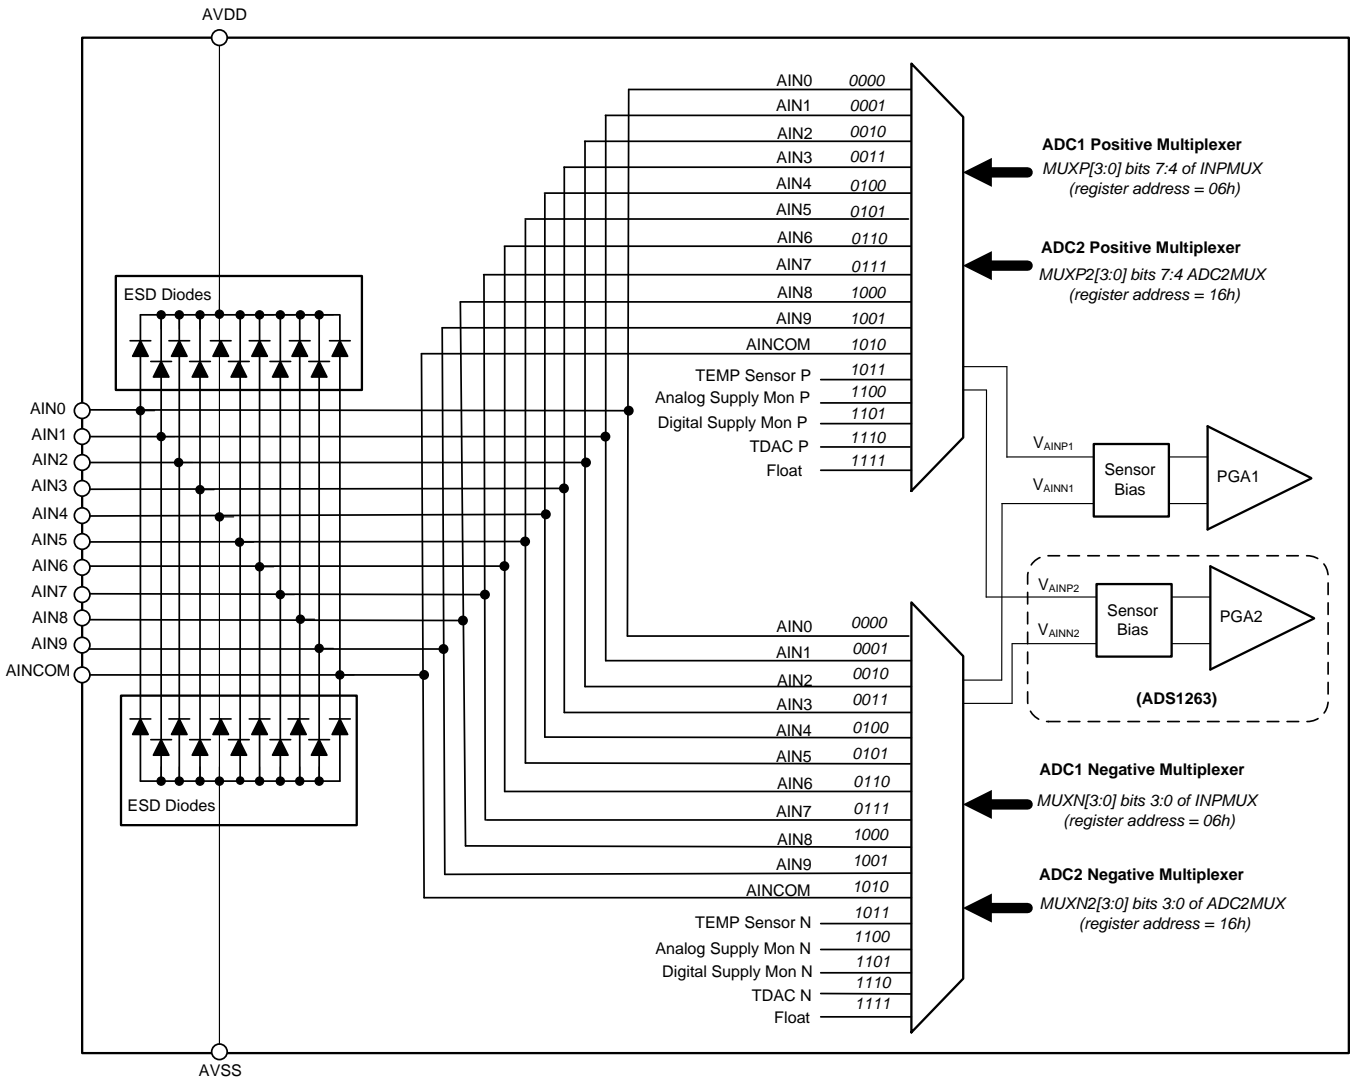 AVDD
AIN0 0000
AIN1 0001
AIN2 0010
AIN3 0011
AIN4 0100
AIN5 0101
AIN6 0110
AIN7 0111
AIN8 1000
AIN9 1001
AINCOM 1010
TEMP Sensor P 1011
Analog Supply Mon P 1100
Digital Supply Mon P 1101
TDAC P 1110
Float 1111
ADC1 Positive Multiplexer
MUXP[3:0] bits 7:4 of INPMUX
(register address = 06h)
ADC2 Positive Multiplexer
MUXP2[3:0] bits 7:4 ADC2MUX
(register address = 16h)
ESD Diodes
AIN0
AIN1
AIN2
AIN3
AIN4
AIN5
AIN6
AIN7
AIN8
AIN9
AINCOM
ESD Diodes
VAINP1
VAINN1
Sensor
Bias
PGA1
VAINP2
VAINN2
Sensor
Bias
PGA2
(ADS1263)
AIN0 0000
AIN1 0001
AIN2 0010
AIN3 0011
AIN4 0100
AIN5 0101
AIN6 0110
AIN7 0111
AIN8 1000
AIN9 1001
AINCOM 1010
TEMP Sensor N 1011
Analog Supply Mon N 1100
Digital Supply Mon N 1101
TDAC N 1110
Float 1111
ADC1 Negative Multiplexer
MUXN[3:0] bits 3:0 of INPMUX
(register address = 06h)
ADC2 Negative Multiplexer
MUXN2[3:0] bits 3:0 of ADC2MUX
(register address = 16h)
AVSS